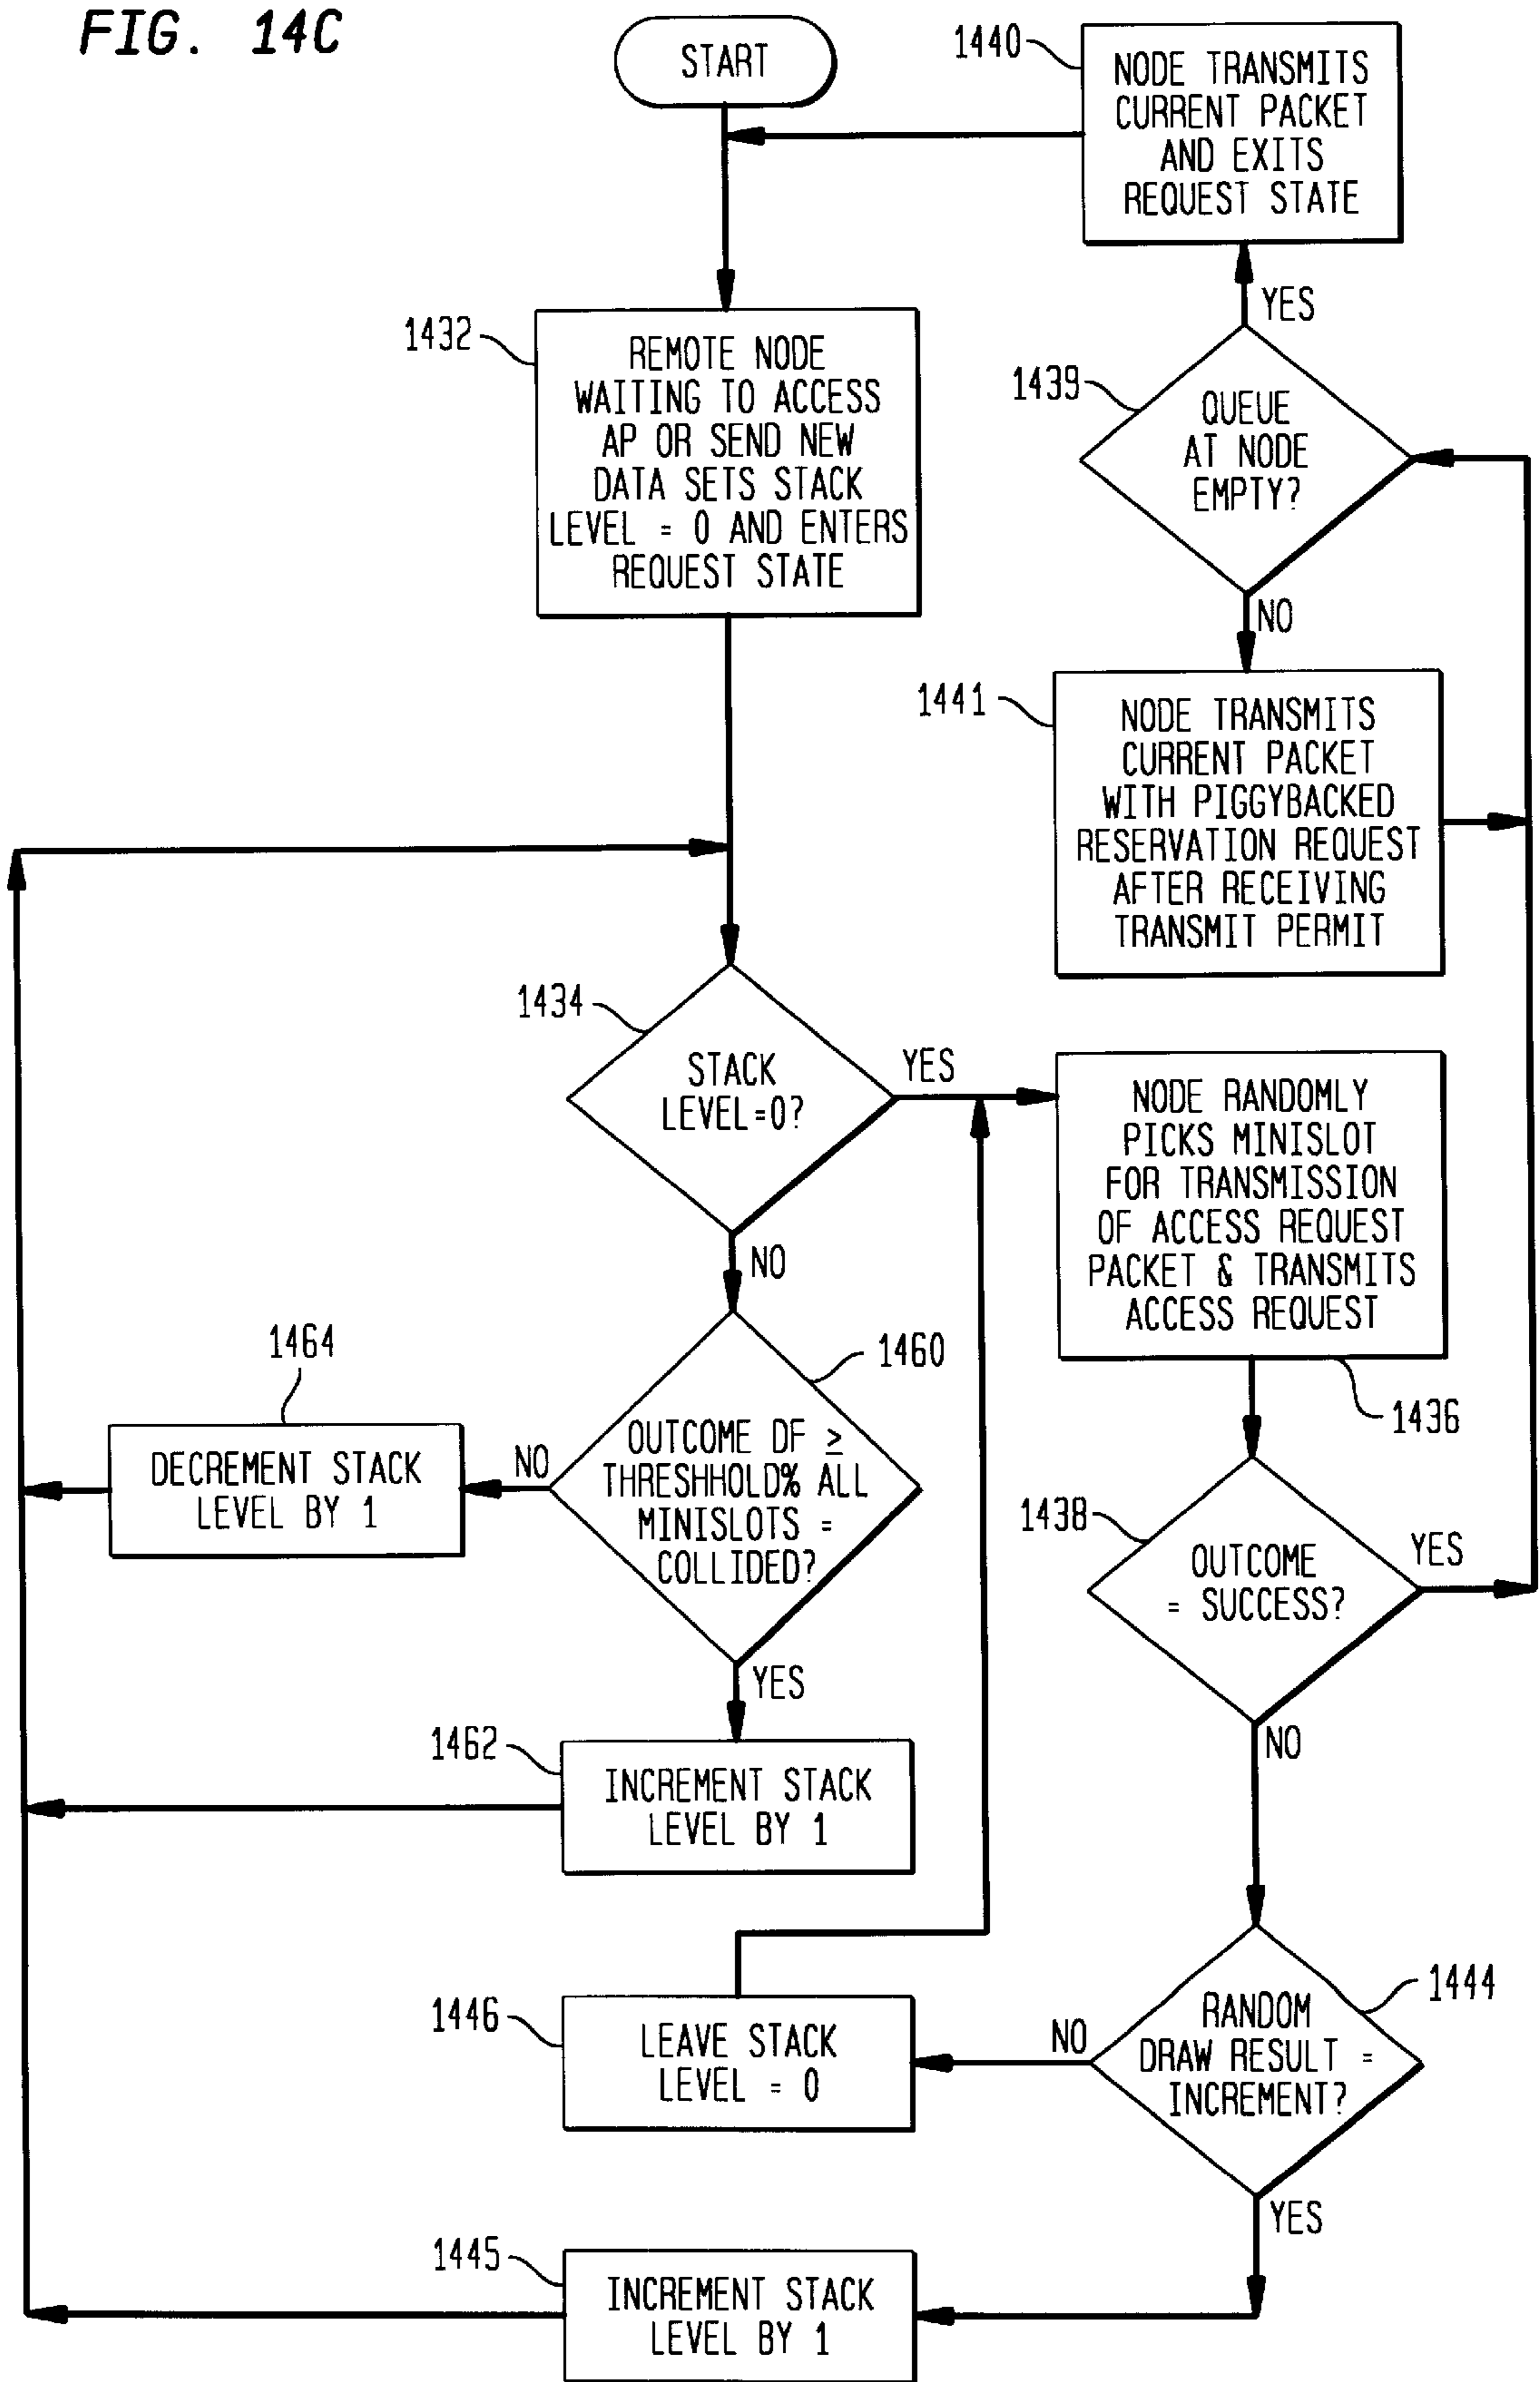 FIG. 14C
START
1440
NODE TRANSMITS
CURRENT PACKET
AND EXITS
REQUEST STATE
1432
REMOTE NODE
WAITING TO ACCESS
AP OR SEND NEW
DATA SETS STACK
LEVEL = 0 AND ENTERS
REQUEST STATE
YES
1439
QUEUE
AT NODE
EMPTY?
NO
1441
NODE TRANSMITS
CURRENT PACKET
WITH PIGGYBACKED
RESERVATION REQUEST
AFTER RECEIVING
TRANSMIT PERMIT
1434
STACK
LEVEL=0?
YES
NO
NODE RANDOMLY
PICKS MINISLOT
FOR TRANSMISSION
OF ACCESS REQUEST
PACKET & TRANSMITS
ACCESS REQUEST
1436
1464
DECREMENT STACK
LEVEL BY 1
NO
1460
OUTCOME DF ≥
THRESHHOLD% ALL
MINISLOTS =
COLLIDED?
YES
1438
OUTCOME
= SUCCESS?
YES
NO
1462
INCREMENT STACK
LEVEL BY 1
1446
LEAVE STACK
LEVEL = 0
NO
1444
RANDOM
DRAW RESULT =
INCREMENT?
YES
1445
INCREMENT STACK
LEVEL BY 1